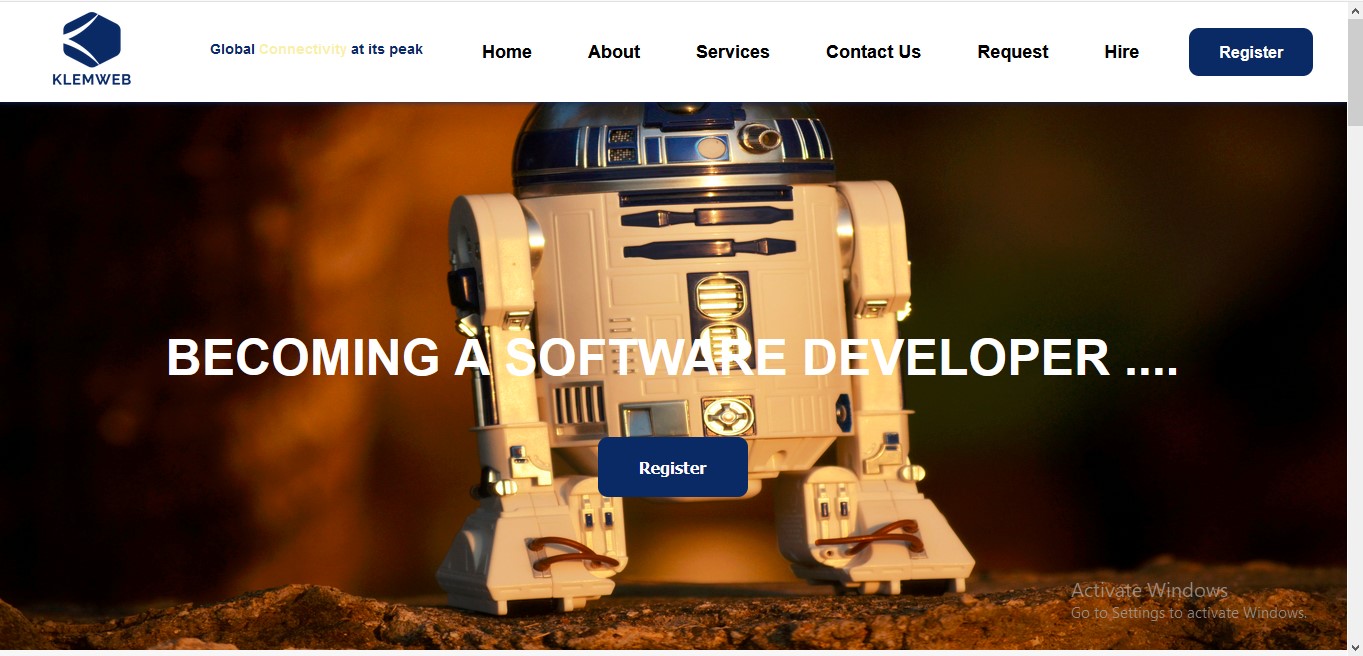 KLEMWEB
Global Connectivity at its peak
Home
About
Services
Contact Us
Request
Hire
Register
BECOMING A SOFTWARE DEVELOPER ....
Register
Activate Windows
Go to Settings to activate Windows.